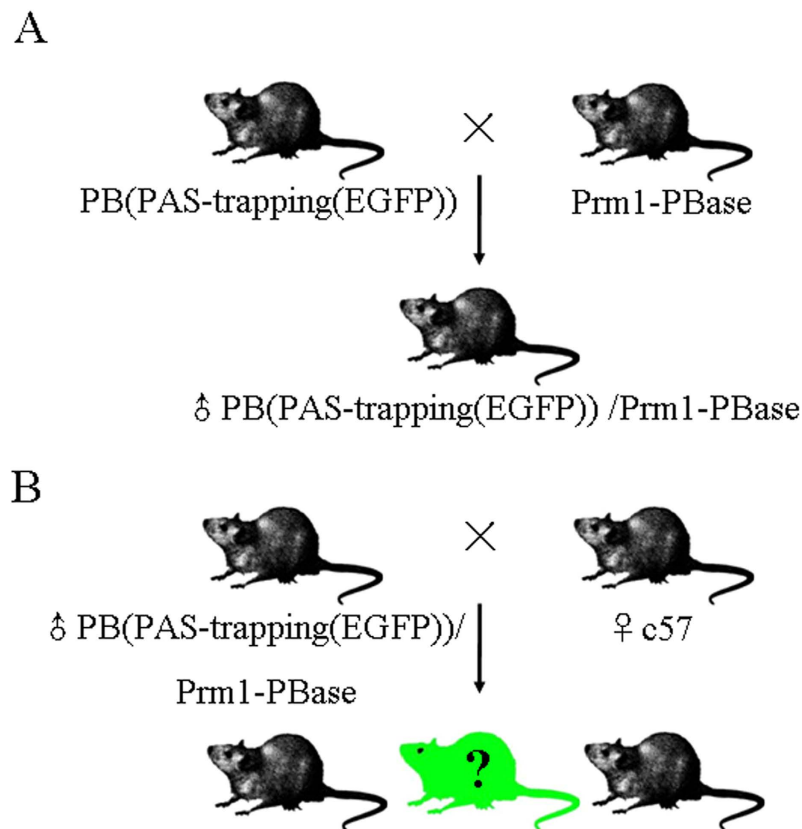 A
×
PB(PAS-trapping(EGFP)) Prm1-PBase
♂ PB(PAS-trapping(EGFP)) /Prm1-PBase
B
×
♂ PB(PAS-trapping(EGFP))/ ♀ c57
Prm1-PBase
?